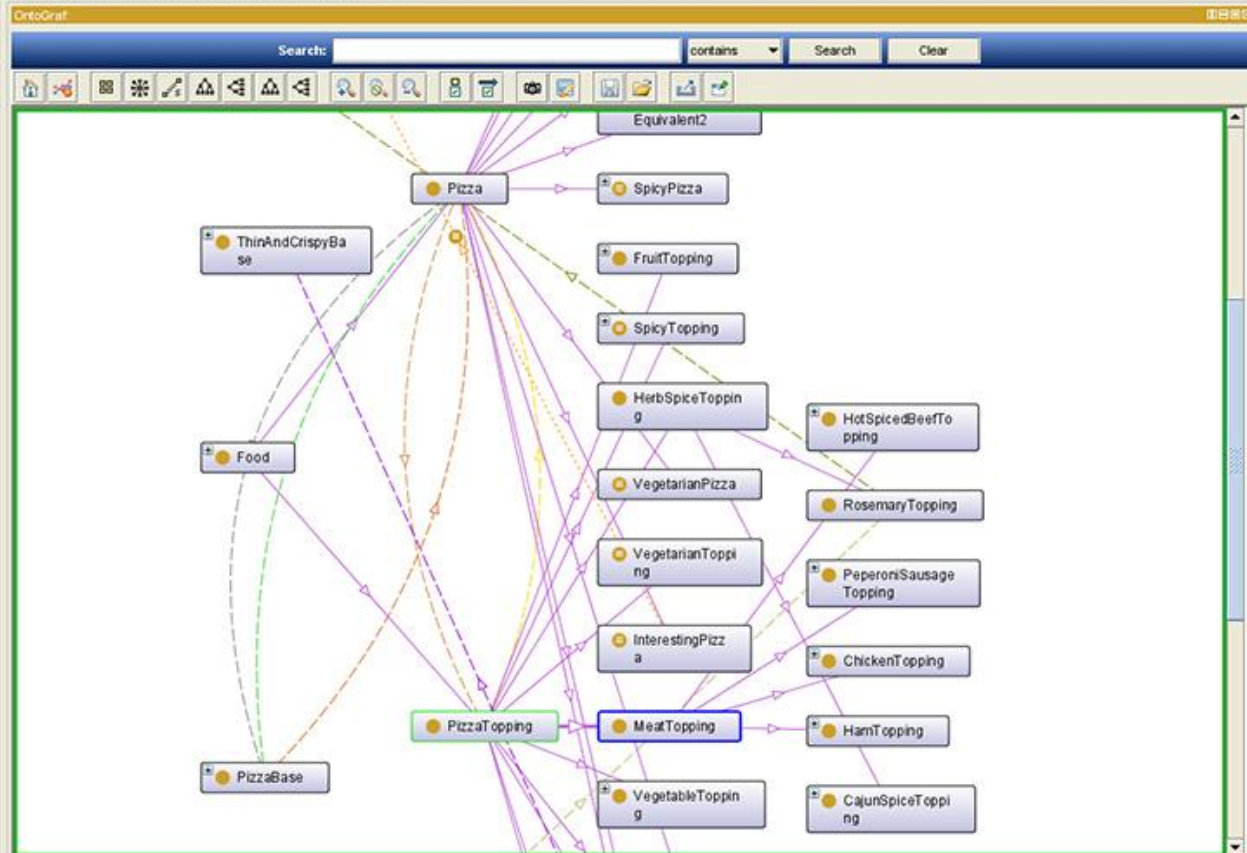 OntoGraf
Search:
contains
Search
Clear
Equivalent2
Pizza
SpicyPizza
ThinAndCrispyBa
se
FruitTopping
SpicyTopping
HerbSpiceToppin
g
HotSpicedBeefTo
pping
Food
VegetarianPizza
RosemaryTopping
VegetarianToppi
ng
PeperoniSausage
Topping
InterestingPizz
a
ChickenTopping
PizzaTopping
MeatTopping
HamTopping
PizzaBase
VegetableToppin
g
CajunSpiceToppi
ng